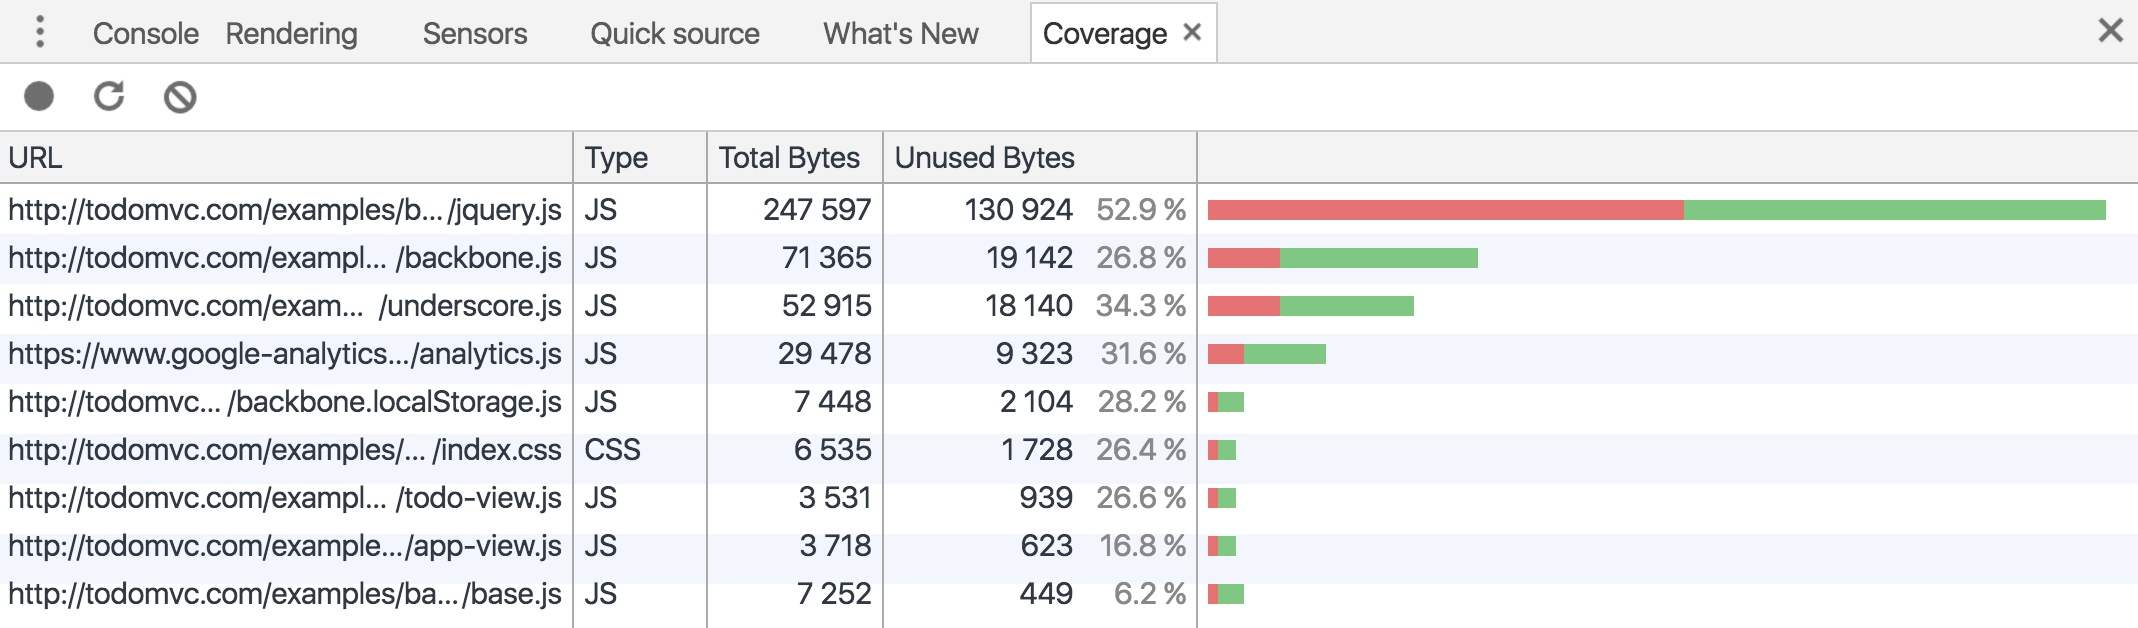 Console Rendering Sensors Quick source What's New Coverage
URL Type Total Bytes Unused Bytes
http://todomvc.com/examples/b... /jquery.js JS 247 597 130 924 52.9 %
http://todomvc.com/exampl... /backbone.js JS 71 365 19 142 26.8 %
http://todomvc.com/exam... /underscore.js JS 52 915 18 140 34.3 %
https://www.google-analytics.../analytics.js JS 29 478 9 323 31.6 %
http://todomvc... /backbone.localStorage.js JS 7 448 2 104 28.2 %
http://todomvc.com/examples/... /index.css CSS 6 535 1 728 26.4 %
http://todomvc.com/exampl... /todo-view.js JS 3 531 939 26.6 %
http://todomvc.com/example.../app-view.js JS 3 718 623 16.8 %
http://todomvc.com/examples/ba... /base.js JS 7 252 449 6.2 %